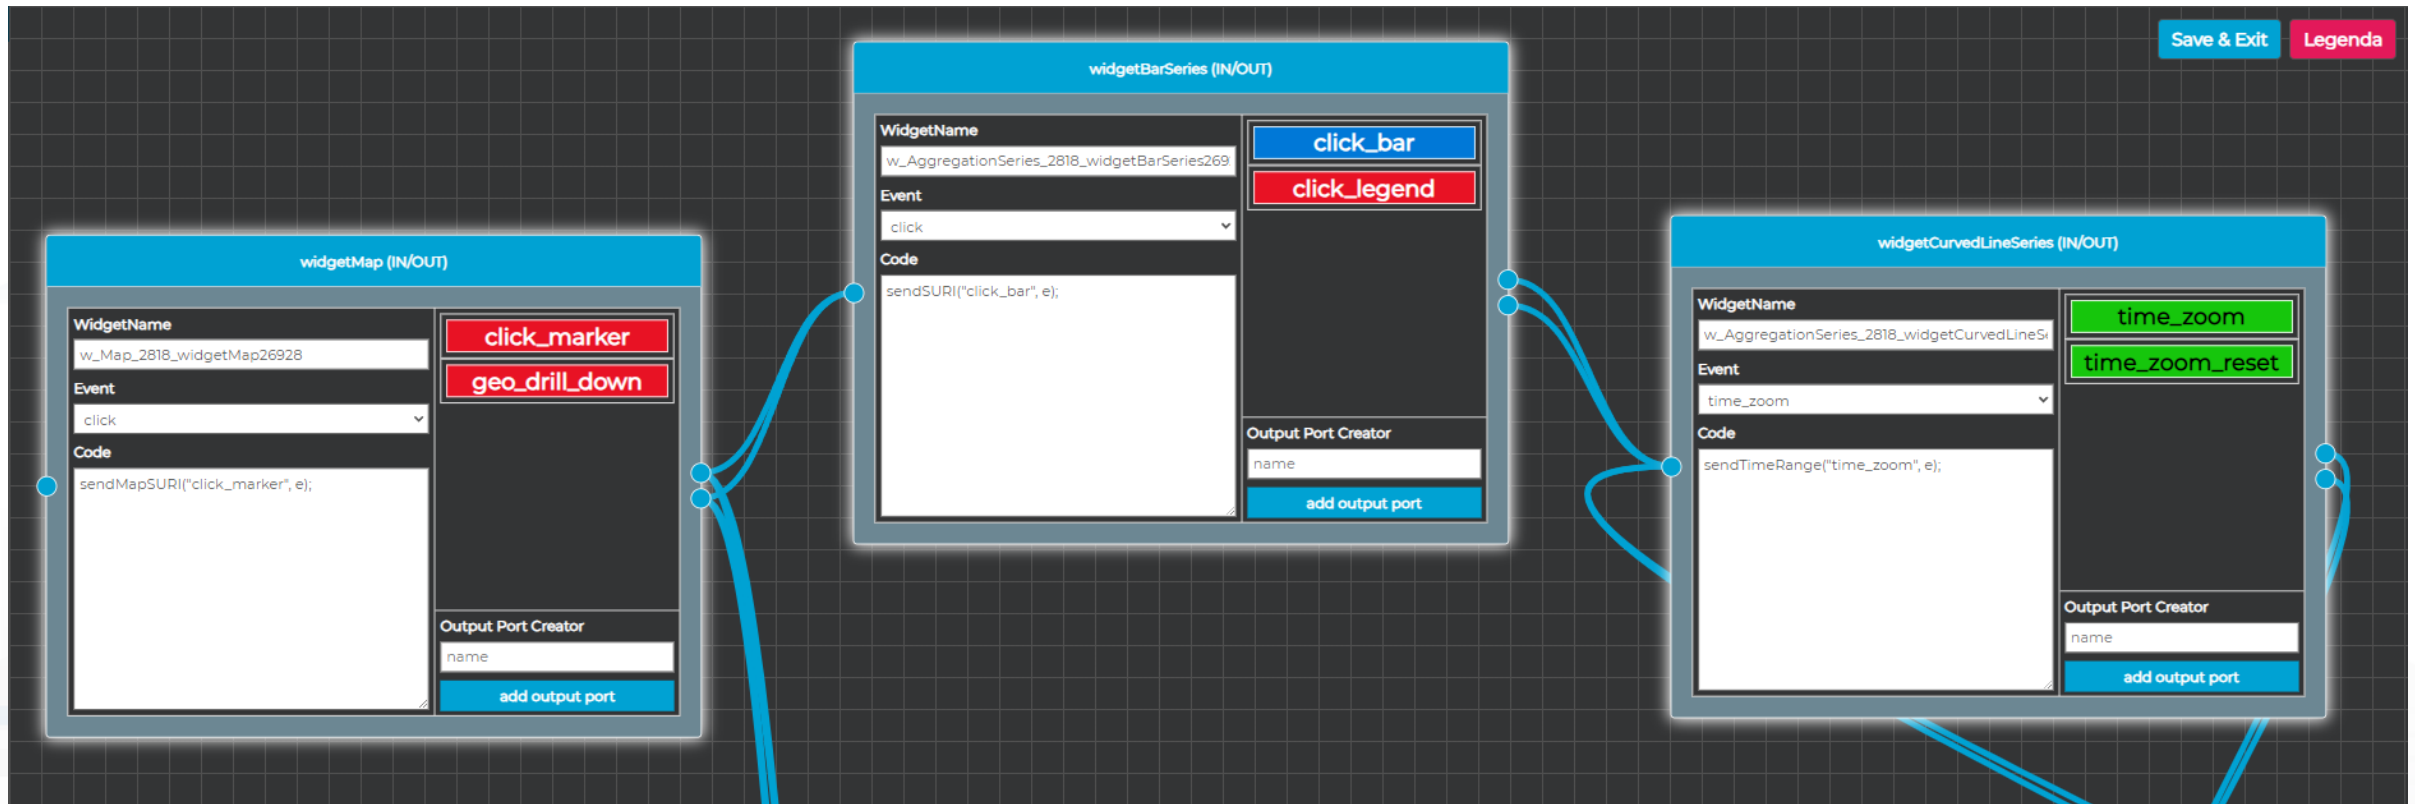 Save & Exit
Legenda
widgetBarSeries (IN/OUT)
WidgetName
w_AggregationSeries_2818_widgetBarSeries269
Event
click
Code
sendSURI("click_bar", e);
click_bar
click_legend
Output Port Creator
name
add output port
widgetMap (IN/OUT)
WidgetName
w_Map_2818_widgetMap26928
Event
click
Code
sendMapSURI("click_marker", e);
click_marker
geo_drill_down
Output Port Creator
name
add output port
widgetCurvedLineSeries (IN/OUT)
WidgetName
w_AggregationSeries_2818_widgetCurvedLineS
Event
time_zoom
Code
sendTimeRange("time_zoom", e);
time_zoom
time_zoom_reset
Output Port Creator
name
add output port